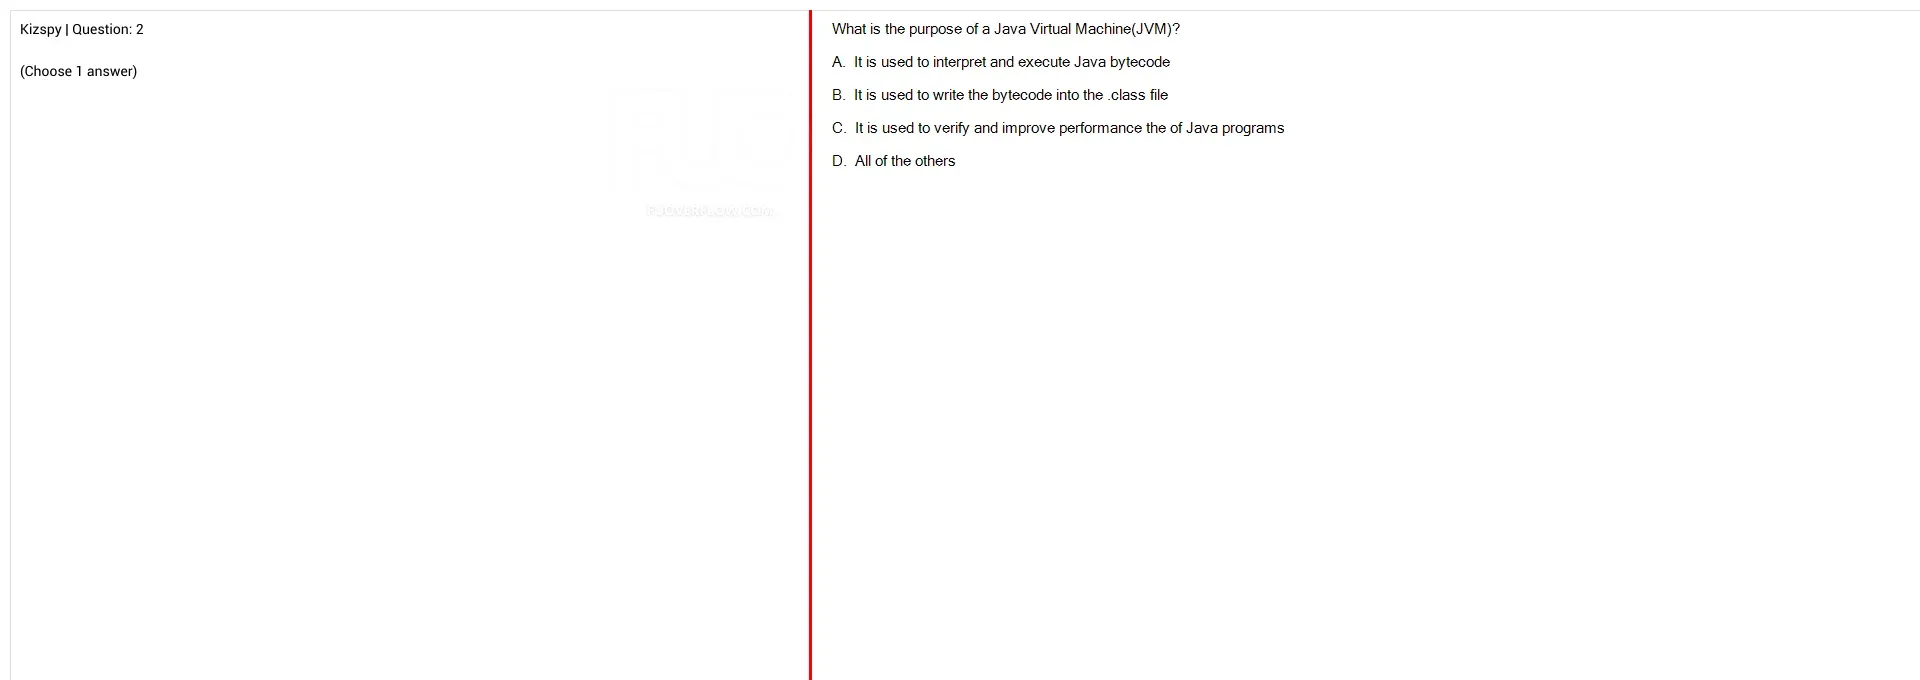 Kizspy | Question: 2
(Choose 1 answer)
FUOVERFLOW.COM
What is the purpose of a Java Virtual Machine(JVM)?
A. It is used to interpret and execute Java bytecode
B. It is used to write the bytecode into the .class file
C. It is used to verify and improve performance the of Java programs
D. All of the others